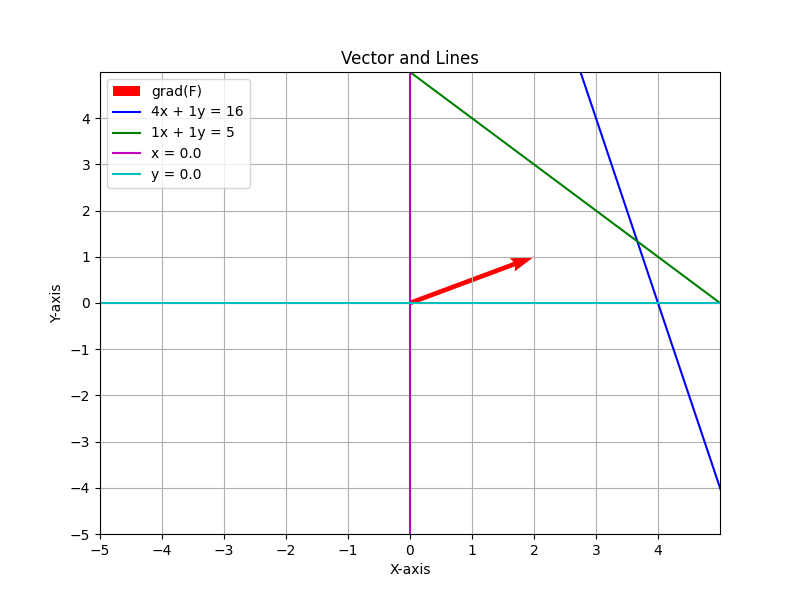 Vector and Lines
grad(F)
4x + 1y = 16
1x + 1y = 5
x = 0.0
y = 0.0
4
3
2
1
0
−1
−2
−3
−4
−5
Y-axis
−5 −4 −3 −2 −1 0 1 2 3 4
X-axis